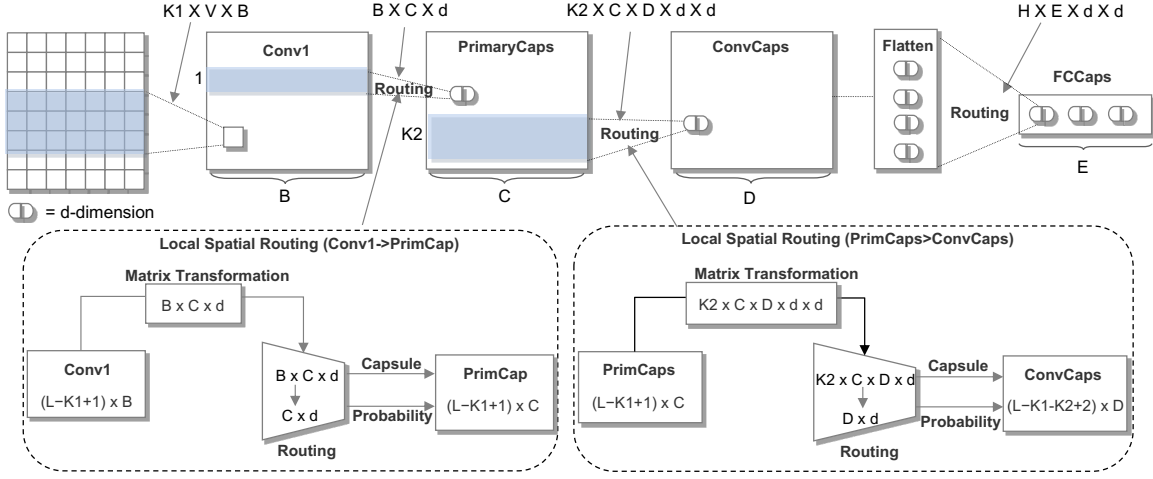 K1 X V X B
B X C X d
K2 X C X D X d X d
H X E X d X d
Conv1
PrimaryCaps
ConvCaps
Flatten
FCCaps
1
Routing
K2
Routing
Routing
B
C
D
E
= d-dimension
Local Spatial Routing (Conv1->PrimCap)
Matrix Transformation
B x C x d
Conv1
(L−K1+1) x B
B x C x d
C x d
Routing
Capsule
Probability
PrimCap
(L−K1+1) x C
Local Spatial Routing (PrimCaps>ConvCaps)
Matrix Transformation
K2 x C x D x d x d
PrimCaps
(L−K1+1) x C
K2 x C x D x d
D x d
Routing
Capsule
Probability
ConvCaps
(L−K1-K2+2) x D